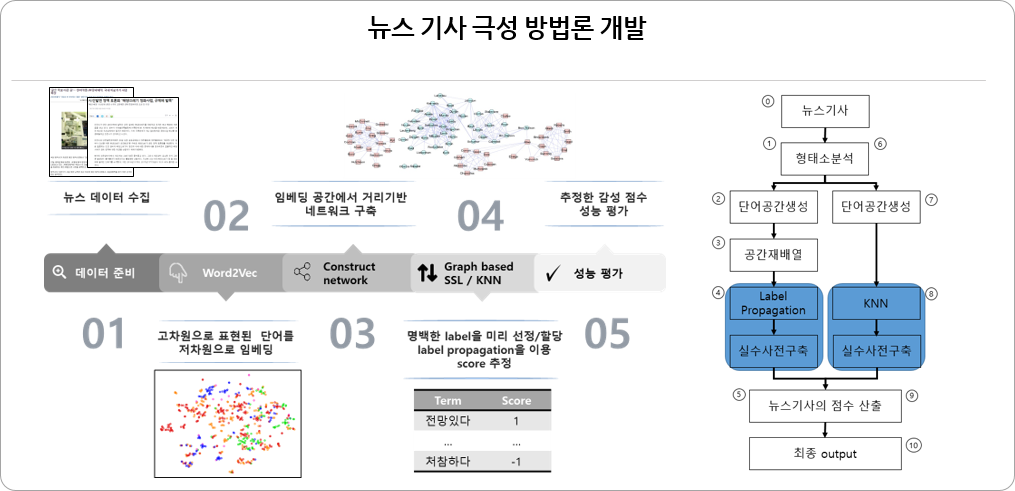 뉴스 기사 극성 방법론 개발
뉴스 데이터 수집
02
임베딩 공간에서 거리기반
네트워크 구축
04
추정한 감성 점수
성능 평가
데이터 준비
Word2Vec
Construct
network
Graph based
SSL / KNN
성능 평가
01
고차원으로 표현된 단어를
저차원으로 임베딩
03
명백한 label을 미리 선정/할당
label propagation을 이용
score 추정
05
Term Score
전망있다 1
... ...
처참하다 -1
⓪
뉴스기사
① ⑥
형태소분석
② ⑦
단어공간생성 단어공간생성
③
공간재배열
④ ⑧
Label
Propagation
KNN
실수사전구축 실수사전구축
⑤ ⑨
뉴스기사의 점수 산출
⑩
최종 output